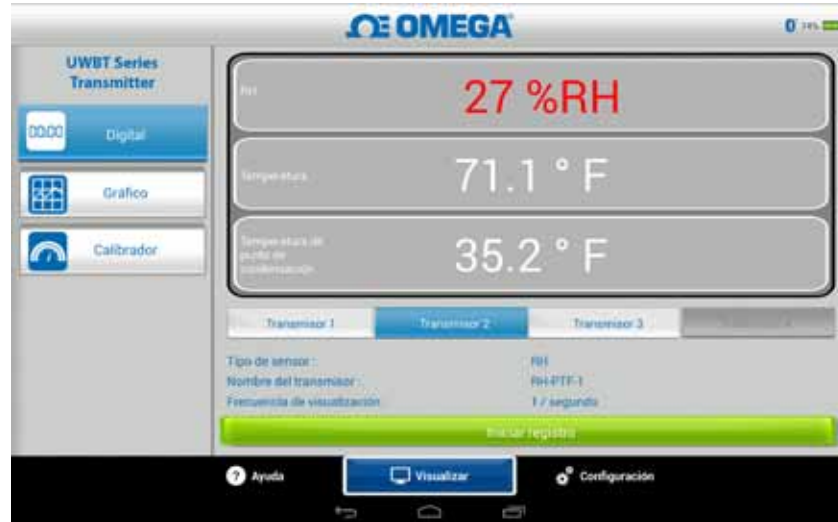 OMEGA
UWBT Series
Transmitter
00:00 Digital
Gráfico
Calibrador
RH
27 %RH
Temperatura
71.1 ° F
Temperatura de
punto de
condensación
35.2 ° F
Transmisor 1
Transmisor 2
Transmisor 3
Tipo de sensor :
RH
Nombre del transmisor :
RH-PTF-1
Frecuencia de visualización :
1 / segundo
Iniciar registro
Ayuda
Visualizar
Configuración